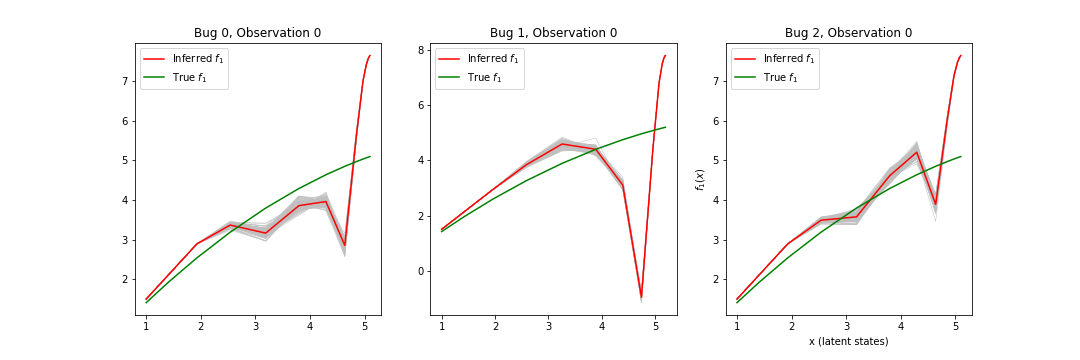 Bug 0, Observation 0
Inferred f₁
True f₁
7
6
5
4
3
2
1 2 3 4 5
Bug 1, Observation 0
Inferred f₁
True f₁
8
6
4
2
0
1 2 3 4 5
Bug 2, Observation 0
Inferred f₁
True f₁
f₁(x)
7
6
5
4
3
2
1 2 3 4 5
x (latent states)